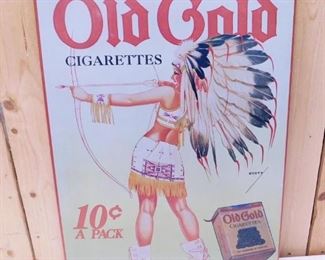 Old Gold
CIGARETTES
10¢
A PACK
Old Gold
CIGARETTES